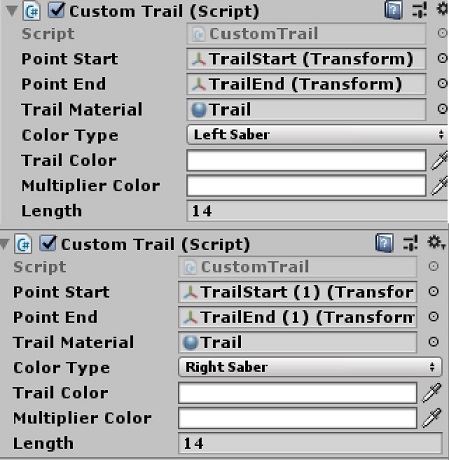 Custom Trail (Script)
Script CustomTrail
Point Start TrailStart (Transform)
Point End TrailEnd (Transform)
Trail Material Trail
Color Type Left Saber
Trail Color
Multiplier Color
Length 14
Custom Trail (Script)
Script CustomTrail
Point Start TrailStart (1) (Transfor
Point End TrailEnd (1) (Transform
Trail Material Trail
Color Type Right Saber
Trail Color
Multiplier Color
Length 14